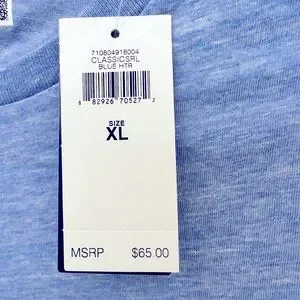 710804918004
CLASSICSRL
BLUE HTR
6 82926 70527 2
SIZE
XL
MSRP $65.00